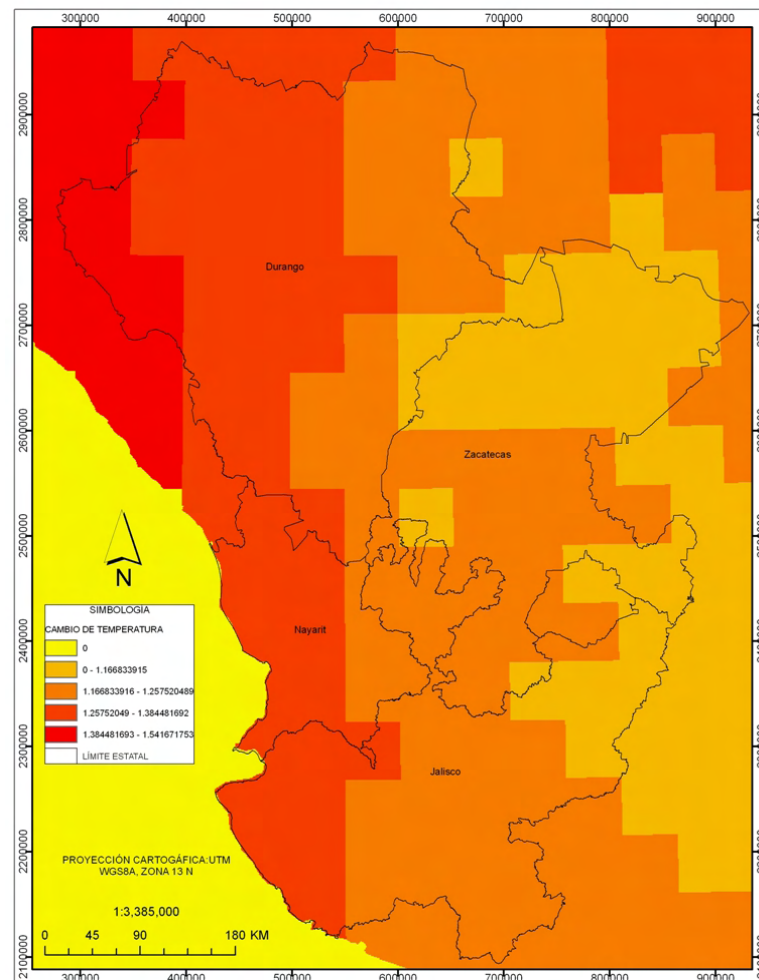 300000 400000 500000 600000 700000 800000 900000
2900000
2800000
2700000
2600000
2500000
2400000
2300000
2200000
2100000
Durango
Zacatecas
Nayarit
Jalisco
N
SIMBOLOGÍA
CAMBIO DE TEMPERATURA
0
0 - 1.166833915
1.166833916 - 1.257520489
1.25752049 - 1.384481692
1.384481693 - 1.541671753
LÍMITE ESTATAL
PROYECCIÓN CARTOGÁFICA:UTM
WGS8A, ZONA 13 N
1:3,385,000
0 45 90 180 KM
300000 400000 500000 600000 700000 800000 900000